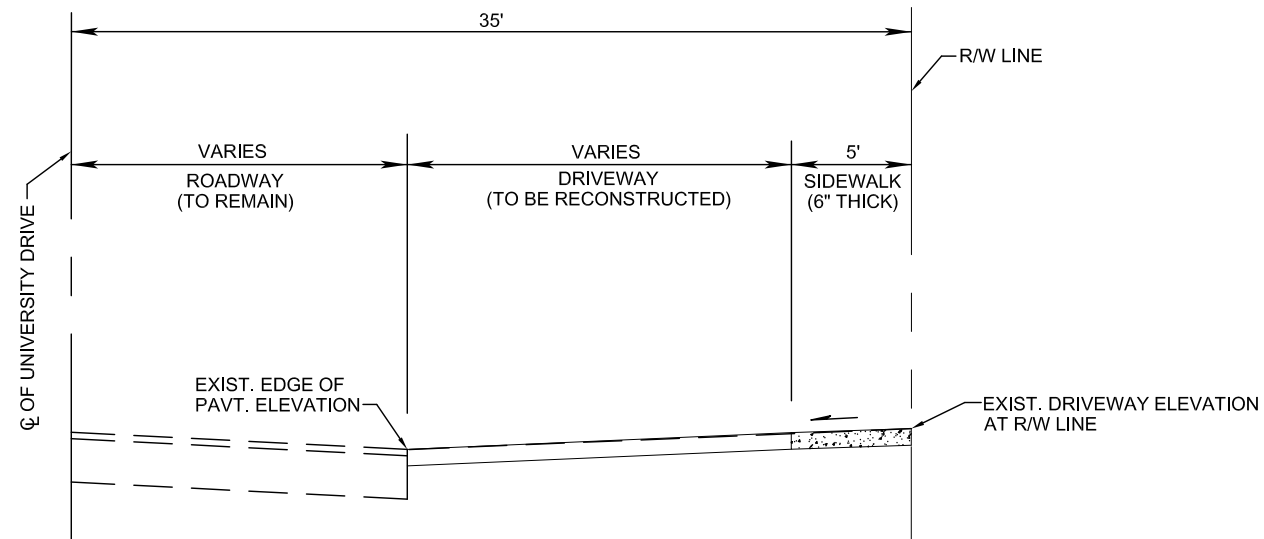 35'
R/W LINE
VARIES
ROADWAY
(TO REMAIN)
VARIES
DRIVEWAY
(TO BE RECONSTRUCTED)
5'
SIDEWALK
(6" THICK)
℄ OF UNIVERSITY DRIVE
EXIST. EDGE OF
PAVT. ELEVATION
EXIST. DRIVEWAY ELEVATION
AT R/W LINE